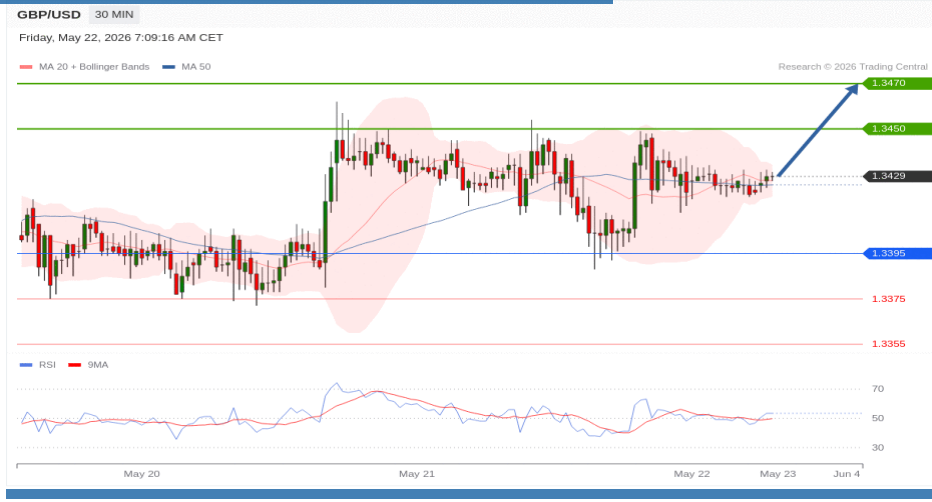 GBP/USD 30 MIN
Friday, May 22, 2026 7:09:16 AM CET
MA 20 + Bollinger Bands MA 50 Research © 2026 Trading Central
1.3470
1.3450
1.3429
1.3395
1.3375
1.3355
RSI 9MA
70
50
30
May 20 May 21 May 22 May 23 Jun 4